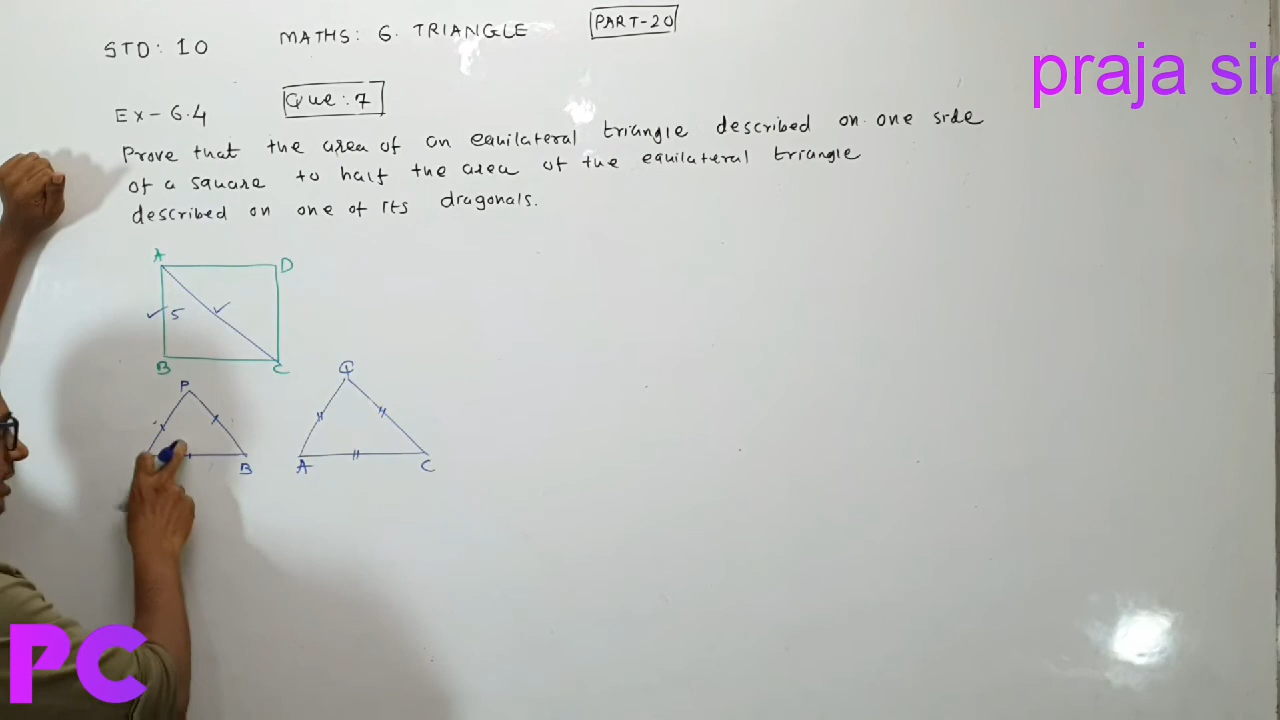 STD: 10
MATHS: 6. TRIANGLE
PART-20
praja sir
Ex-6.4
Que: 7
Prove that the area of an equilateral triangle described on one side
of a square to half the area of the equilateral triangle
described on one of its diagonals.
A
D
5
B
C
P
Q
B
A
C
PC